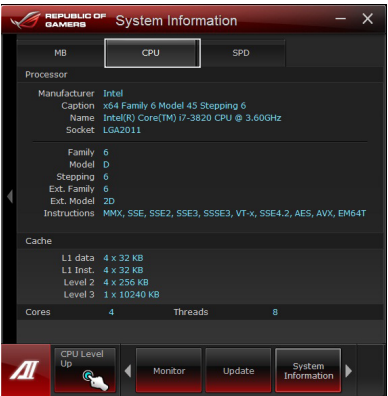 REPUBLIC OF
GAMERS
System Information
MB CPU SPD
Processor
Manufacturer Intel
Caption x64 Family 6 Model 45 Stepping 6
Name Intel(R) Core(TM) i7-3820 CPU @ 3.60GHz
Socket LGA2011
Family 6
Model D
Stepping 6
Ext. Family 6
Ext. Model 2D
Instructions MMX, SSE, SSE2, SSE3, SSSE3, VT-x, SSE4.2, AES, AVX, EM64T
Cache
L1 data 4 x 32 KB
L1 Inst. 4 x 32 KB
Level 2 4 x 256 KB
Level 3 1 x 10240 KB
Cores 4 Threads 8
CPU Level
Up
Monitor
Update
System
Information